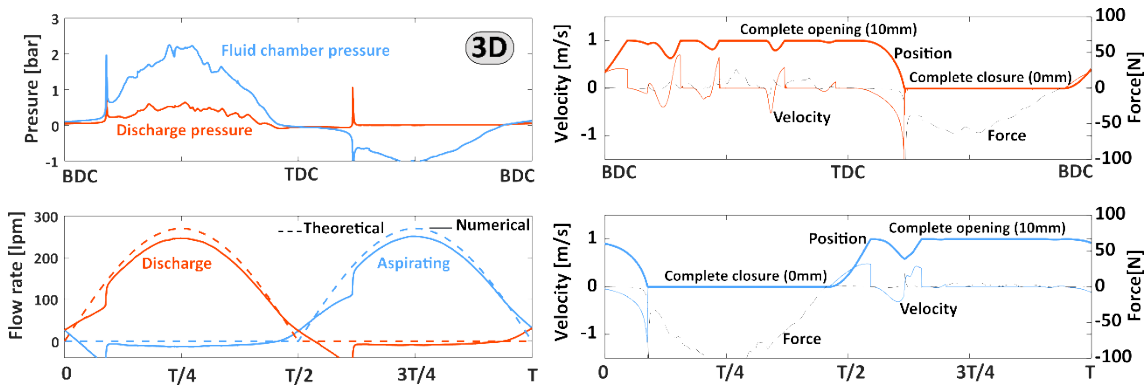 3
2
1
0
-1
Pressure [bar]
Fluid chamber pressure
3D
Discharge pressure
BDC
TDC
BDC
Velocity [m/s]
1
0
-1
Complete opening (10mm)
Position
Complete closure (0mm)
Velocity
Force
100
50
0
-50
-100
Force[N]
BDC
TDC
BDC
Flow rate [lpm]
300
200
100
0
Theoretical
Numerical
Discharge
Aspirating
0
T/4
T/2
3T/4
T
Velocity [m/s]
1
0
-1
Position
Complete opening (10mm)
Complete closure (0mm)
Velocity
Force
100
50
0
-50
-100
Force[N]
0
T/4
T/2
3T/4
T